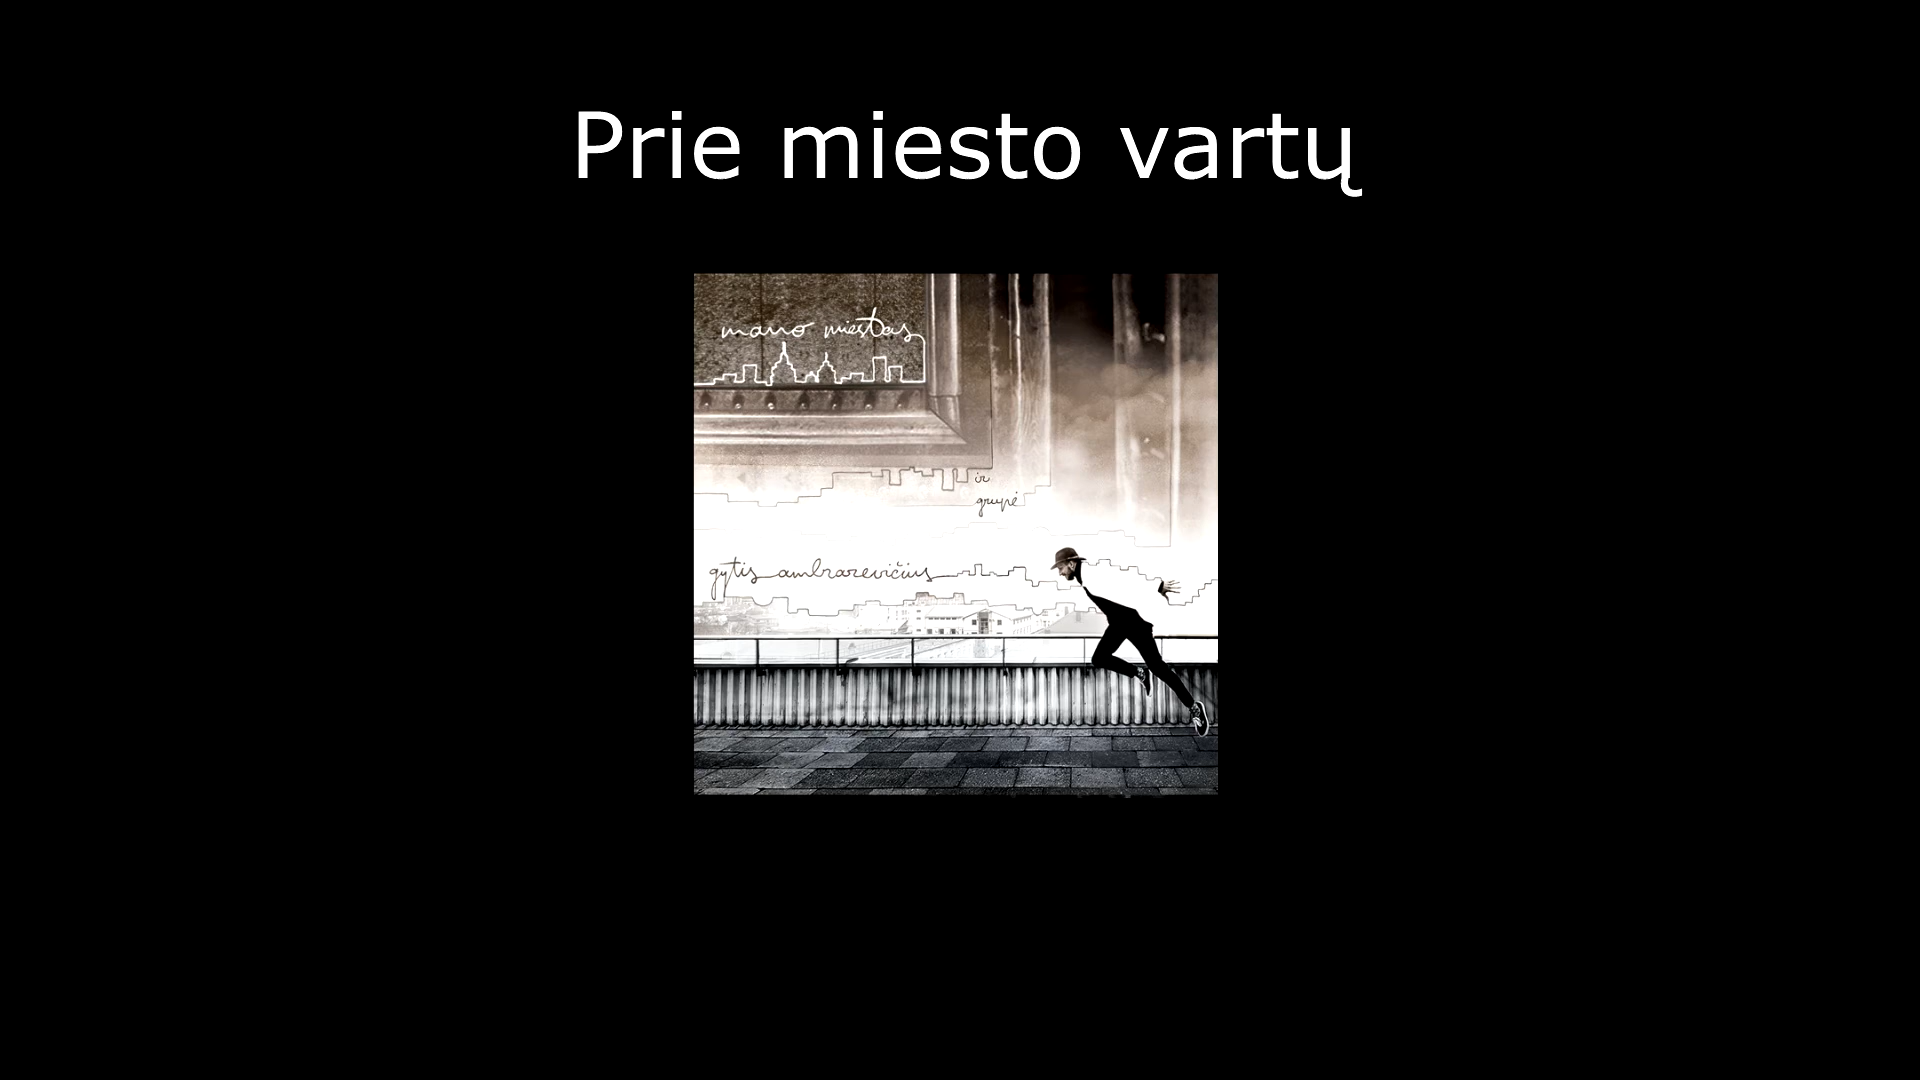 Prie miesto vartų
mano miestas
ir
grupė
gytis ambrazevičius